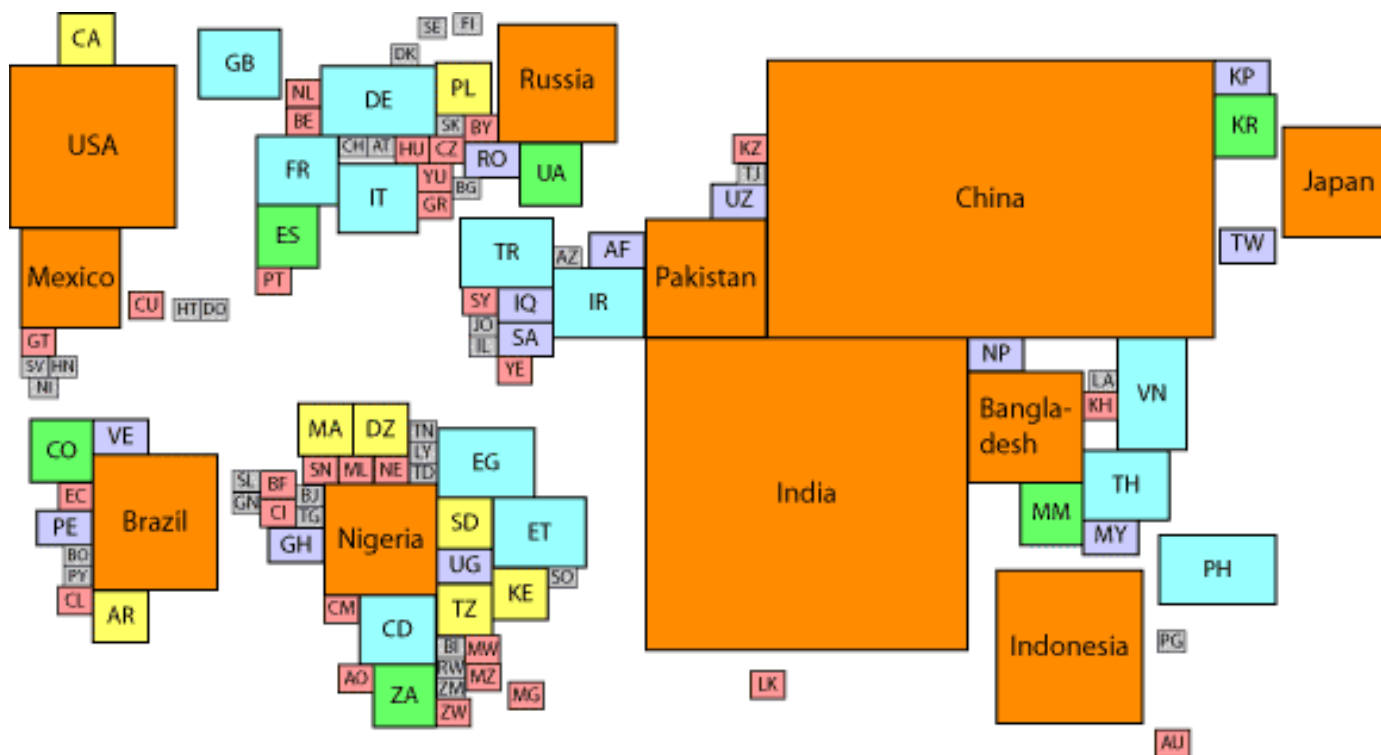 CA
USA
Mexico
CU
HT
DO
GT
SV
HN
NI
GB
SE
FI
DK
NL
DE
PL
Russia
BE
SK
BY
FR
CH
AT
HU
CZ
RO
UA
IT
YU
BG
GR
ES
PT
TR
AZ
AF
IR
SY
IQ
JO
IL
SA
YE
KZ
TJ
UZ
Pakistan
China
KP
KR
Japan
TW
India
NP
Bangla-
desh
LA
KH
VN
MM
TH
MY
PH
Indonesia
PG
LK
AU
CO
VE
EC
PE
Brazil
BO
PY
CL
AR
MA
DZ
TN
LY
TD
EG
SN
ML
NE
SL
GN
BF
CI
BJ
TG
GH
Nigeria
SD
ET
UG
SO
KE
TZ
CM
CD
BI
MW
RW
MZ
AO
ZM
ZA
ZW
MG